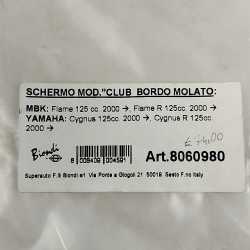 SCHERMO MOD."CLUB BORDO MOLATO:
MBK: Flame 125 cc. 2000 →, Flame R 125cc. 2000 →
YAMAHA: Cygnus 125cc. 2000 →, Cygnus R 125cc.
2000 →
Biondi
Art.8060980
Superauto F.lli Biondi srl Via Ponte a Giogoli 21 50019 Sesto F.no Italy